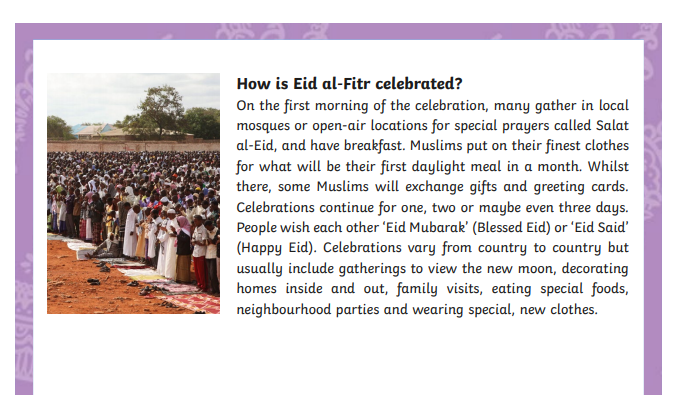 How is Eid al-Fitr celebrated?
On the first morning of the celebration, many gather in local
mosques or open-air locations for special prayers called Salat
al-Eid, and have breakfast. Muslims put on their finest clothes
for what will be their first daylight meal in a month. Whilst
there, some Muslims will exchange gifts and greeting cards.
Celebrations continue for one, two or maybe even three days.
People wish each other ‘Eid Mubarak’ (Blessed Eid) or ‘Eid Said’
(Happy Eid). Celebrations vary from country to country but
usually include gatherings to view the new moon, decorating
homes inside and out, family visits, eating special foods,
neighbourhood parties and wearing special, new clothes.